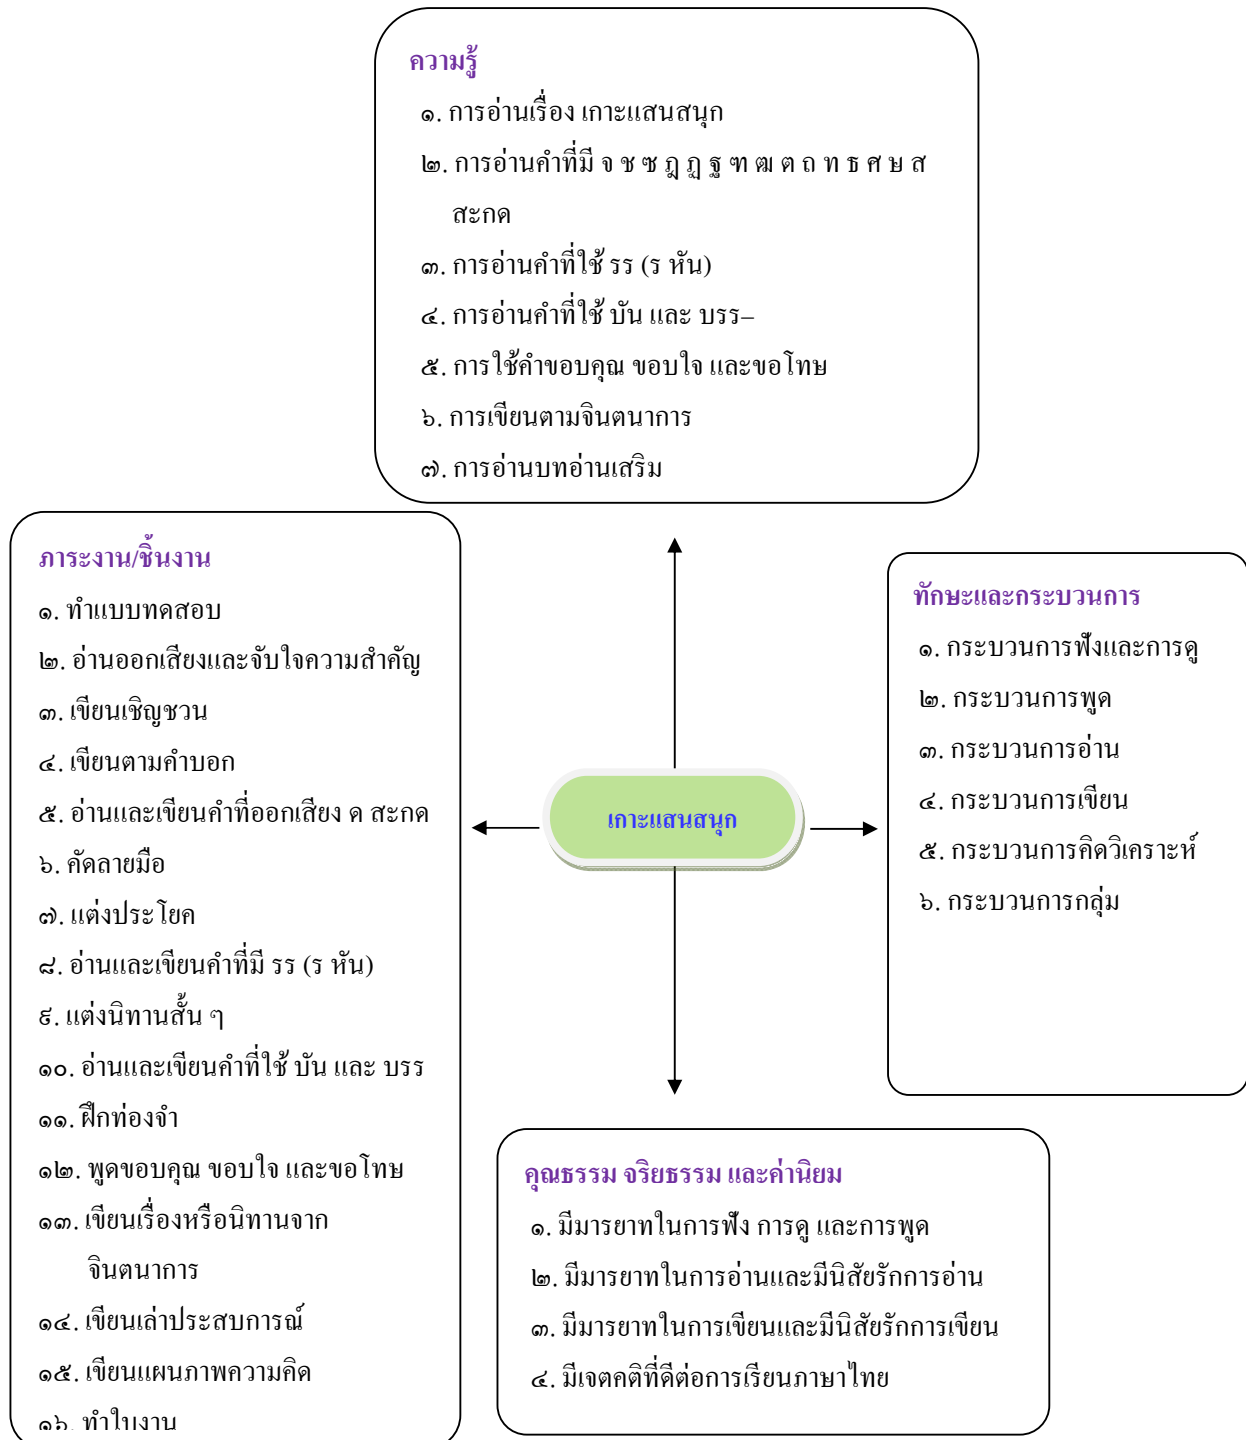 ความรู้
๑. การอ่านเรื่อง เกาะแสนสนุก
๒. การอ่านคำที่มี จ ช ซ ฎ ฏ ฐ ฑ ฒ ต ถ ท ธ ศ ษ ส
สะกด
๓. การอ่านคำที่ใช้ รร (ร หัน)
๔. การอ่านคำที่ใช้ บัน และ บรร–
๕. การใช้คำขอบคุณ ขอบใจ และขอโทษ
๖. การเขียนตามจินตนาการ
๗. การอ่านบทอ่านเสริม
ภาระงาน/ชิ้นงาน
๑. ทำแบบทดสอบ
๒. อ่านออกเสียงและจับใจความสำคัญ
๓. เขียนเชิญชวน
๔. เขียนตามคำบอก
๕. อ่านและเขียนคำที่ออกเสียง ด สะกด
๖. คัดลายมือ
๗. แต่งประโยค
๘. อ่านและเขียนคำที่มี รร (ร หัน)
๙. แต่งนิทานสั้น ๆ
๑๐. อ่านและเขียนคำที่ใช้ บัน และ บรร
๑๑. ฝึกท่องจำ
๑๒. พูดขอบคุณ ขอบใจ และขอโทษ
๑๓. เขียนเรื่องหรือนิทานจาก
จินตนาการ
๑๔. เขียนเล่าประสบการณ์
๑๕. เขียนแผนภาพความคิด
๑๖. ทำใบงาน
เกาะแสนสนุก
ทักษะและกระบวนการ
๑. กระบวนการฟังและการดู
๒. กระบวนการพูด
๓. กระบวนการอ่าน
๔. กระบวนการเขียน
๕. กระบวนการคิดวิเคราะห์
๖. กระบวนการกลุ่ม
คุณธรรม จริยธรรม และค่านิยม
๑. มีมารยาทในการฟัง การดู และการพูด
๒. มีมารยาทในการอ่านและมีนิสัยรักการอ่าน
๓. มีมารยาทในการเขียนและมีนิสัยรักการเขียน
๔. มีเจตคติที่ดีต่อการเรียนภาษาไทย